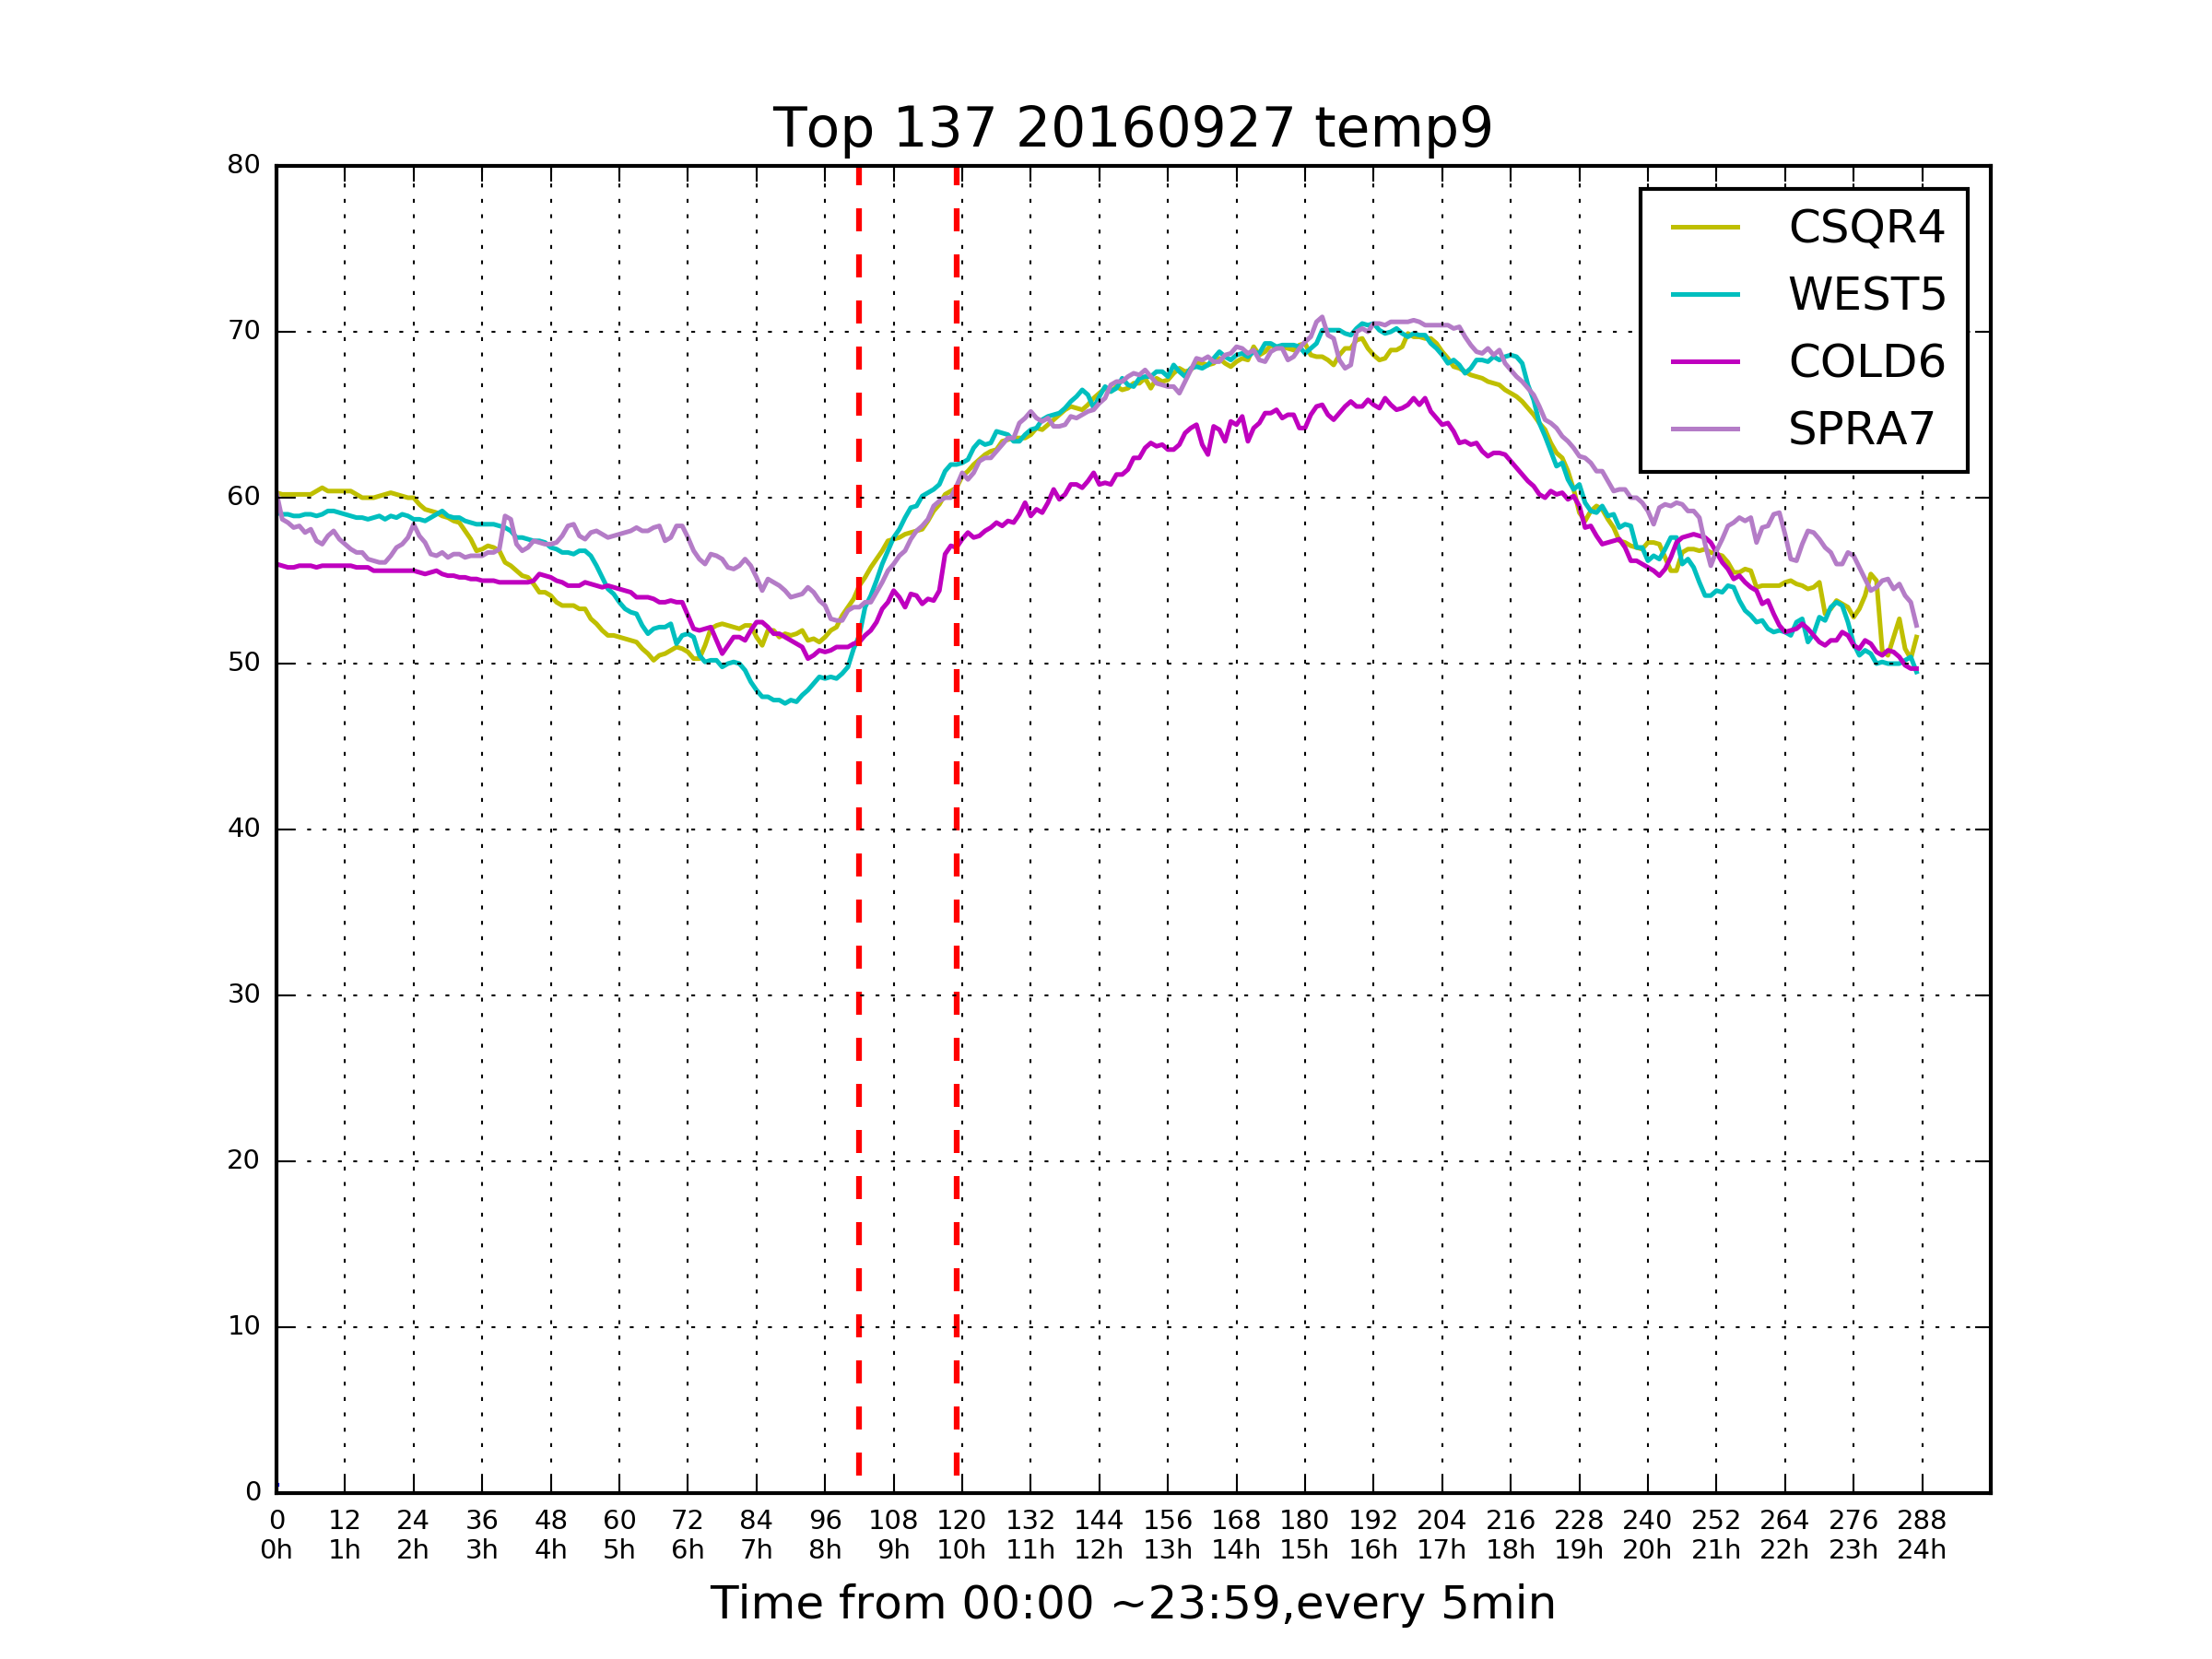 Top 137 20160927 temp9
80
70
60
50
40
30
20
10
0
CSQR4
WEST5
COLD6
SPRA7
0 12 24 36 48 60 72 84 96 108 120 132 144 156 168 180 192 204 216 228 240 252 264 276 288
0h 1h 2h 3h 4h 5h 6h 7h 8h 9h 10h 11h 12h 13h 14h 15h 16h 17h 18h 19h 20h 21h 22h 23h 24h
Time from 00:00 ~23:59,every 5min